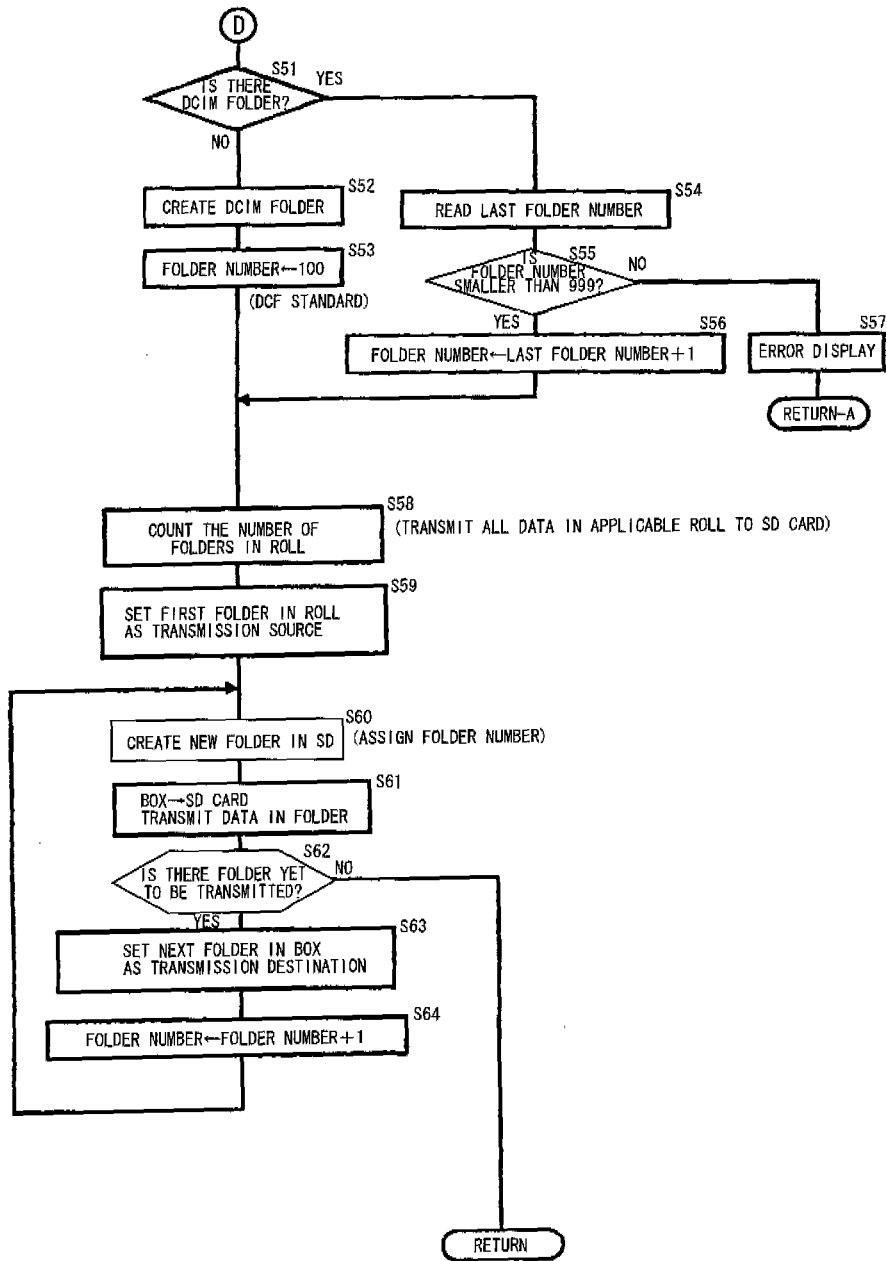 D
S51
IS THERE
DCIM FOLDER?
YES
NO
S52
CREATE DCIM FOLDER
S53
FOLDER NUMBER←100
(DCF STANDARD)
S54
READ LAST FOLDER NUMBER
S55
IS
FOLDER NUMBER
SMALLER THAN 999?
NO
YES
S56
FOLDER NUMBER←LAST FOLDER NUMBER+1
S57
ERROR DISPLAY
RETURN-A
S58
COUNT THE NUMBER OF
FOLDERS IN ROLL
(TRANSMIT ALL DATA IN APPLICABLE ROLL TO SD CARD)
S59
SET FIRST FOLDER IN ROLL
AS TRANSMISSION SOURCE
S60
CREATE NEW FOLDER IN SD
(ASSIGN FOLDER NUMBER)
S61
BOX→SD CARD
TRANSMIT DATA IN FOLDER
S62
IS THERE FOLDER YET
TO BE TRANSMITTED?
NO
YES
S63
SET NEXT FOLDER IN BOX
AS TRANSMISSION DESTINATION
S64
FOLDER NUMBER←FOLDER NUMBER+1
RETURN